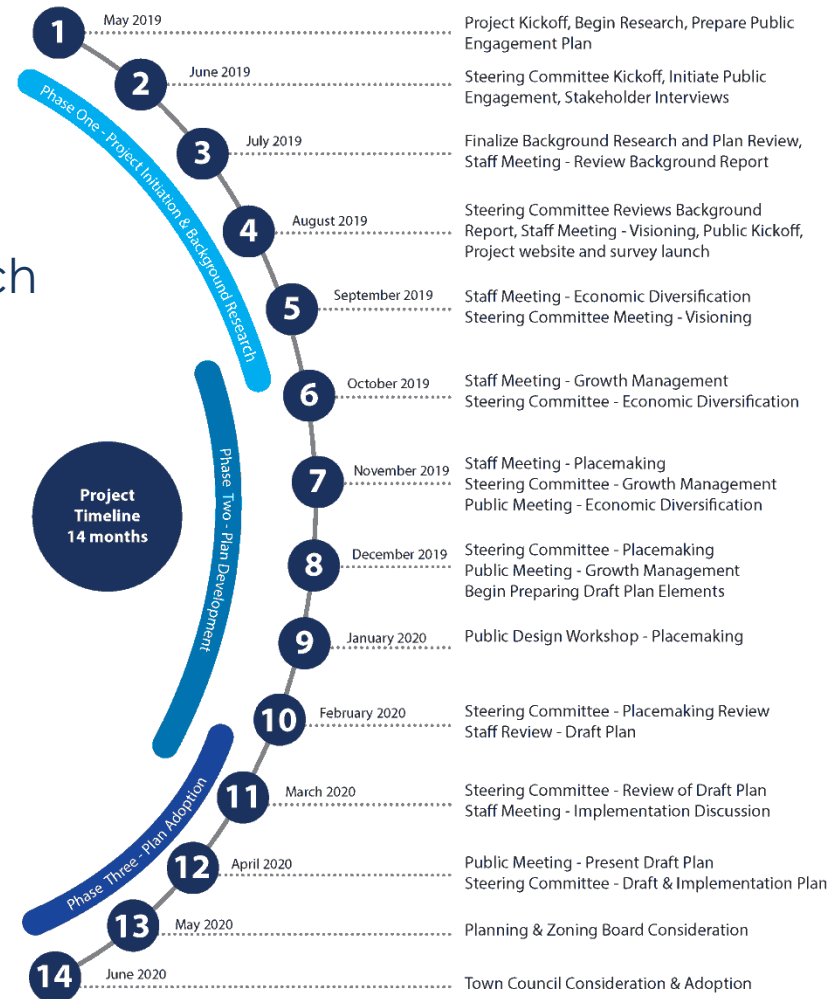 1
May 2019
Project Kickoff, Begin Research, Prepare Public
Engagement Plan
2
June 2019
Steering Committee Kickoff, Initiate Public
Engagement, Stakeholder Interviews
3
July 2019
Finalize Background Research and Plan Review,
Staff Meeting - Review Background Report
4
August 2019
Steering Committee Reviews Background
Report, Staff Meeting - Visioning, Public Kickoff,
Project website and survey launch
5
September 2019
Staff Meeting - Economic Diversification
Steering Committee Meeting - Visioning
6
October 2019
Staff Meeting - Growth Management
Steering Committee - Economic Diversification
7
November 2019
Staff Meeting - Placemaking
Steering Committee - Growth Management
Public Meeting - Economic Diversification
8
December 2019
Steering Committee - Placemaking
Public Meeting - Growth Management
Begin Preparing Draft Plan Elements
9
January 2020
Public Design Workshop - Placemaking
10
February 2020
Steering Committee - Placemaking Review
Staff Review - Draft Plan
11
March 2020
Steering Committee - Review of Draft Plan
Staff Meeting - Implementation Discussion
12
April 2020
Public Meeting - Present Draft Plan
Steering Committee - Draft & Implementation Plan
13
May 2020
Planning & Zoning Board Consideration
14
June 2020
Town Council Consideration & Adoption
Phase One - Project Initiation & Background Research
Phase Two - Plan Development
Phase Three - Plan Adoption
Project
Timeline
14 months
ch